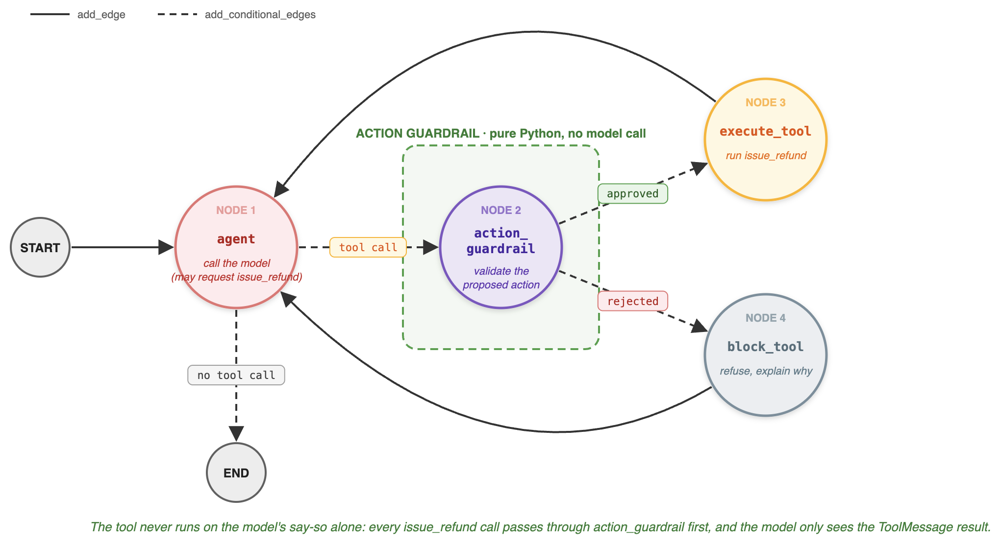 add_edge
add_conditional_edges
NODE 3
execute_tool
run issue_refund
ACTION GUARDRAIL · pure Python, no model call
approved
START
NODE 1
agent
call the model
(may request issue_refund)
tool call
NODE 2
action_
guardrail
validate the
proposed action
rejected
NODE 4
block_tool
refuse, explain why
no tool call
END
The tool never runs on the model's say-so alone: every issue_refund call passes through action_guardrail first, and the model only sees the ToolMessage result.